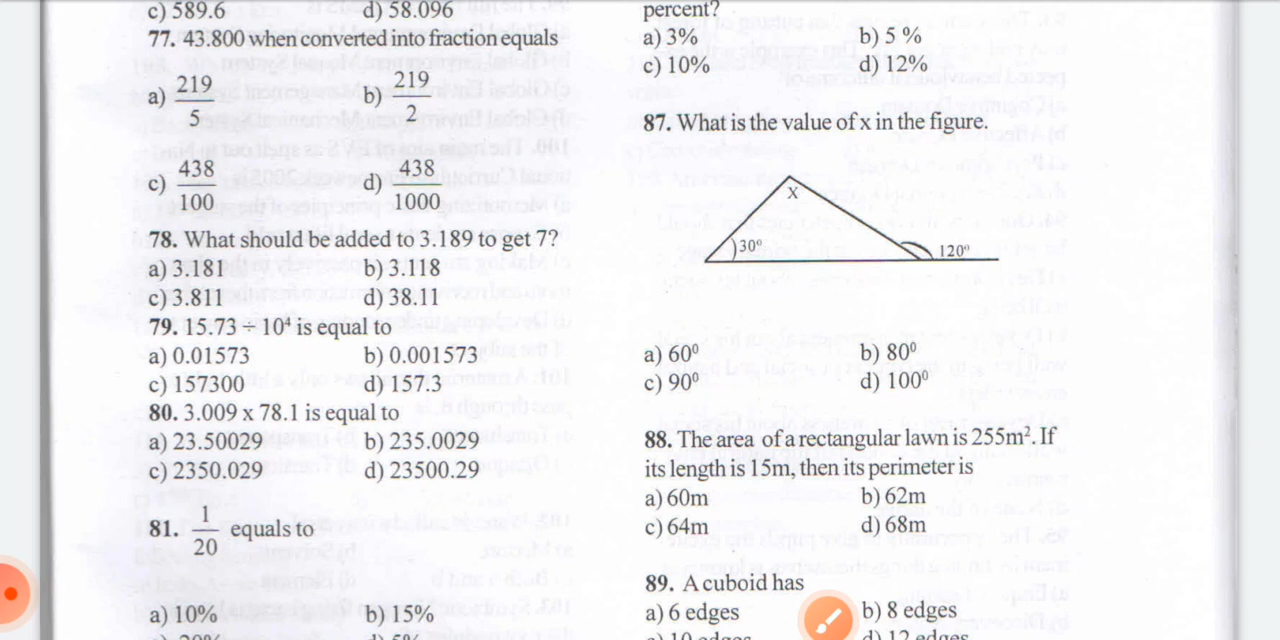 c) 589.6 d) 58.096
77. 43.800 when converted into fraction equals
a) 219/5 b) 219/2
c) 438/100 d) 438/1000
78. What should be added to 3.189 to get 7?
a) 3.181 b) 3.118
c) 3.811 d) 38.11
79. 15.73 ÷ 10⁴ is equal to
a) 0.01573 b) 0.001573
c) 157300 d) 157.3
80. 3.009 x 78.1 is equal to
a) 23.50029 b) 235.0029
c) 2350.029 d) 23500.29
81. 1/20 equals to
a) 10% b) 15%
c) 20% d) 5%
percent?
a) 3% b) 5 %
c) 10% d) 12%
87. What is the value of x in the figure.
X
30⁰ 120⁰
a) 60⁰ b) 80⁰
c) 90⁰ d) 100⁰
88. The area of a rectangular lawn is 255m². If
its length is 15m, then its perimeter is
a) 60m b) 62m
c) 64m d) 68m
89. A cuboid has
a) 6 edges b) 8 edges
c) 10 edges d) 12 edges